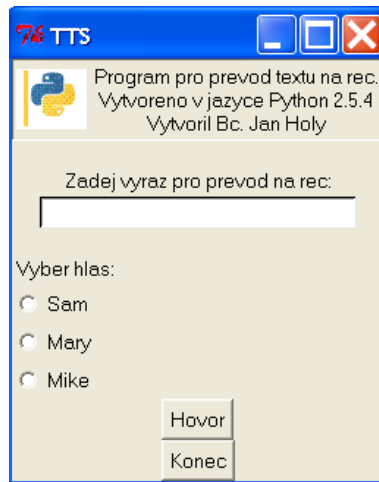 TTS
Program pro prevod textu na rec.
Vytvoreno v jazyce Python 2.5.4
Vytvoril Bc. Jan Holy
Zadej vyraz pro prevod na rec:
Vyber hlas:
Sam
Mary
Mike
Hovor
Konec